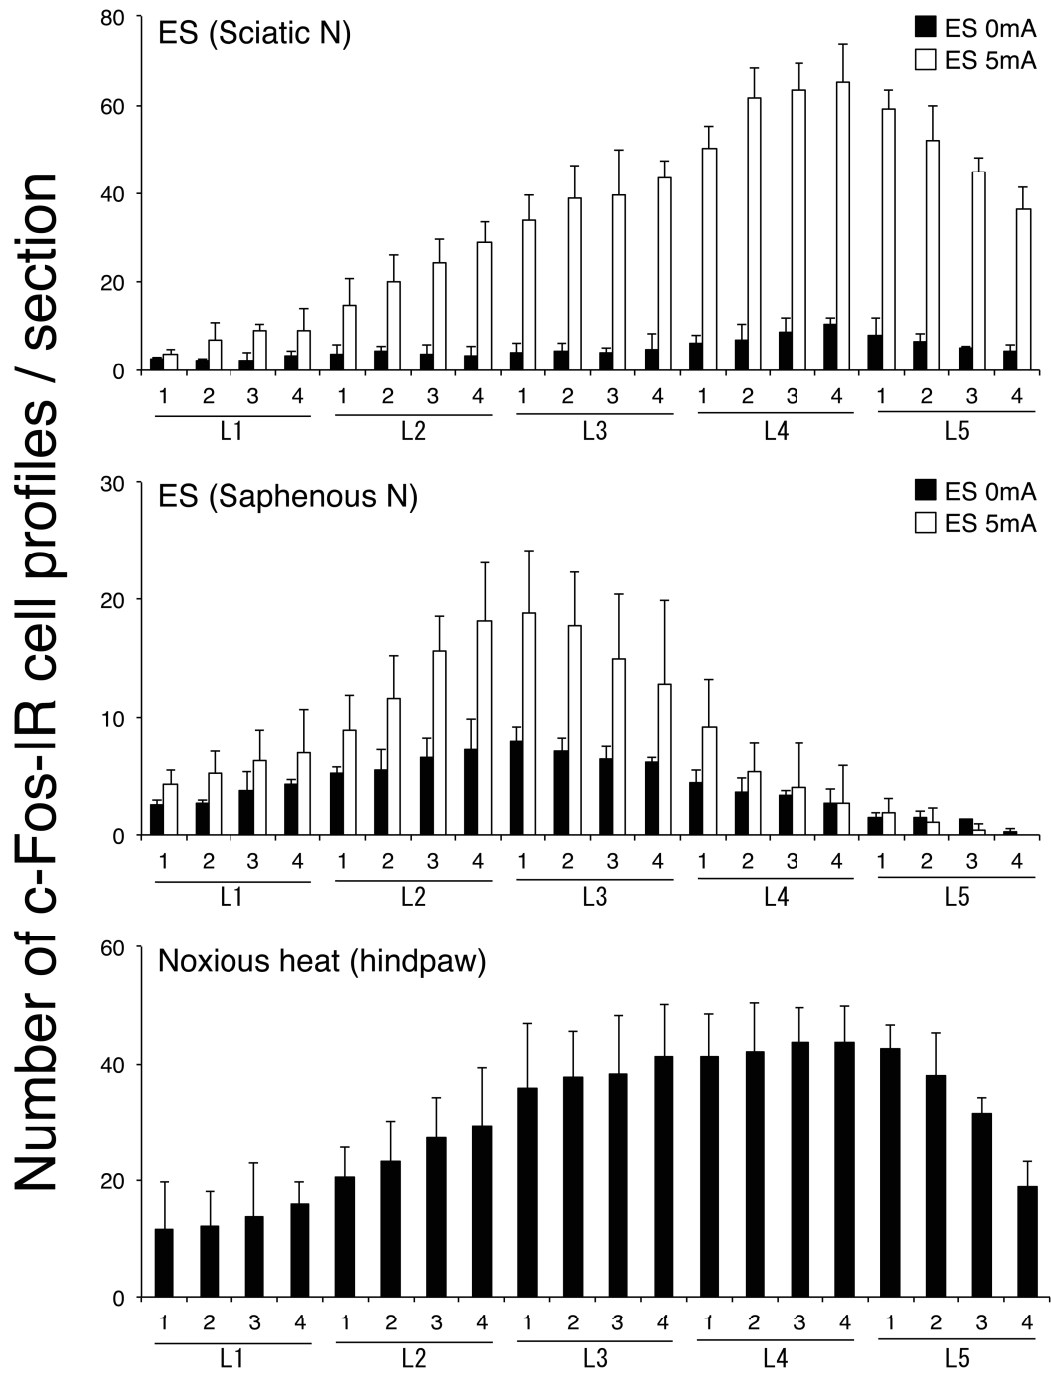 Number of c-Fos-IR cell profiles / section
ES (Sciatic N)
ES 0mA
ES 5mA
80
60
40
20
0
1 2 3 4 1 2 3 4 1 2 3 4 1 2 3 4 1 2 3 4
L1 L2 L3 L4 L5
ES (Saphenous N)
ES 0mA
ES 5mA
30
20
10
0
1 2 3 4 1 2 3 4 1 2 3 4 1 2 3 4 1 2 3 4
L1 L2 L3 L4 L5
Noxious heat (hindpaw)
60
40
20
0
1 2 3 4 1 2 3 4 1 2 3 4 1 2 3 4 1 2 3 4
L1 L2 L3 L4 L5